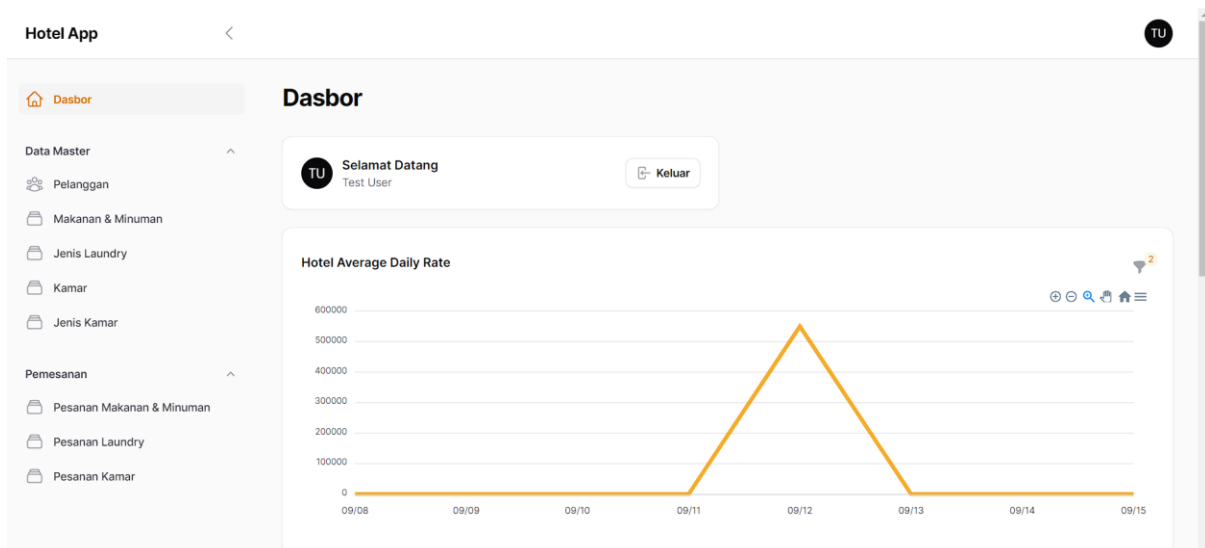 Hotel App
TU
Dasbor
Data Master
Pelanggan
Makanan & Minuman
Jenis Laundry
Kamar
Jenis Kamar
Pemesanan
Pesanan Makanan & Minuman
Pesanan Laundry
Pesanan Kamar
Dasbor
TU
Selamat Datang
Test User
Keluar
Hotel Average Daily Rate
2
600000
500000
400000
300000
200000
100000
0
09/08 09/09 09/10 09/11 09/12 09/13 09/14 09/15